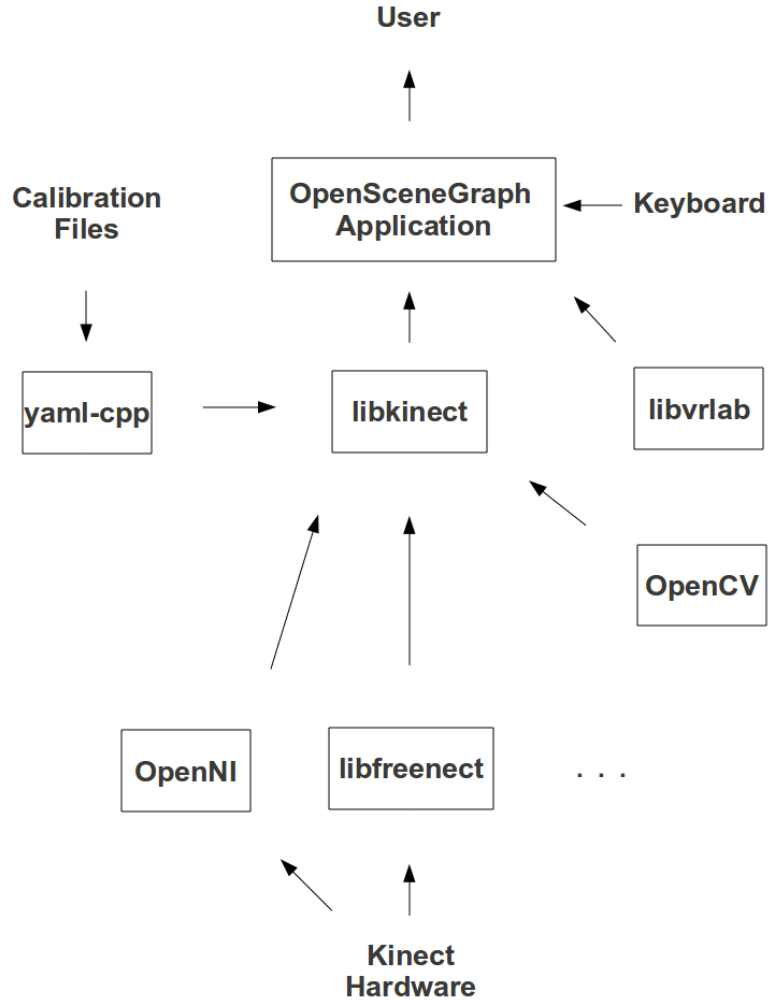 User
OpenSceneGraph
Application
Calibration
Files
Keyboard
yaml-cpp
libkinect
libvrlab
OpenCV
OpenNI
libfreenect
. . .
Kinect
Hardware